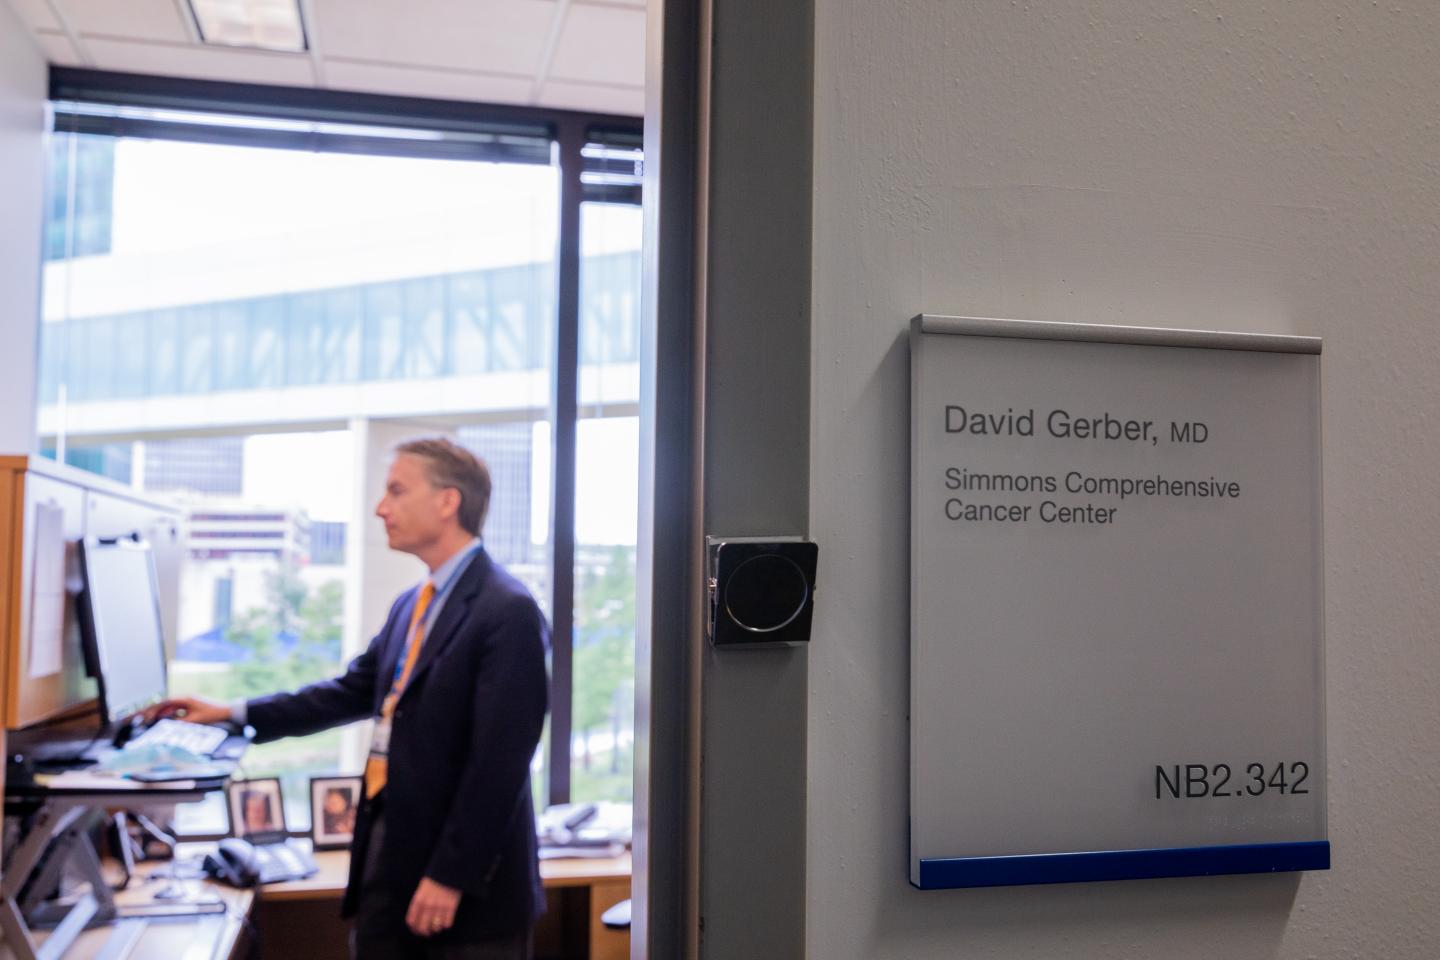 David Gerber, MD
Simmons Comprehensive
Cancer Center
NB2.342